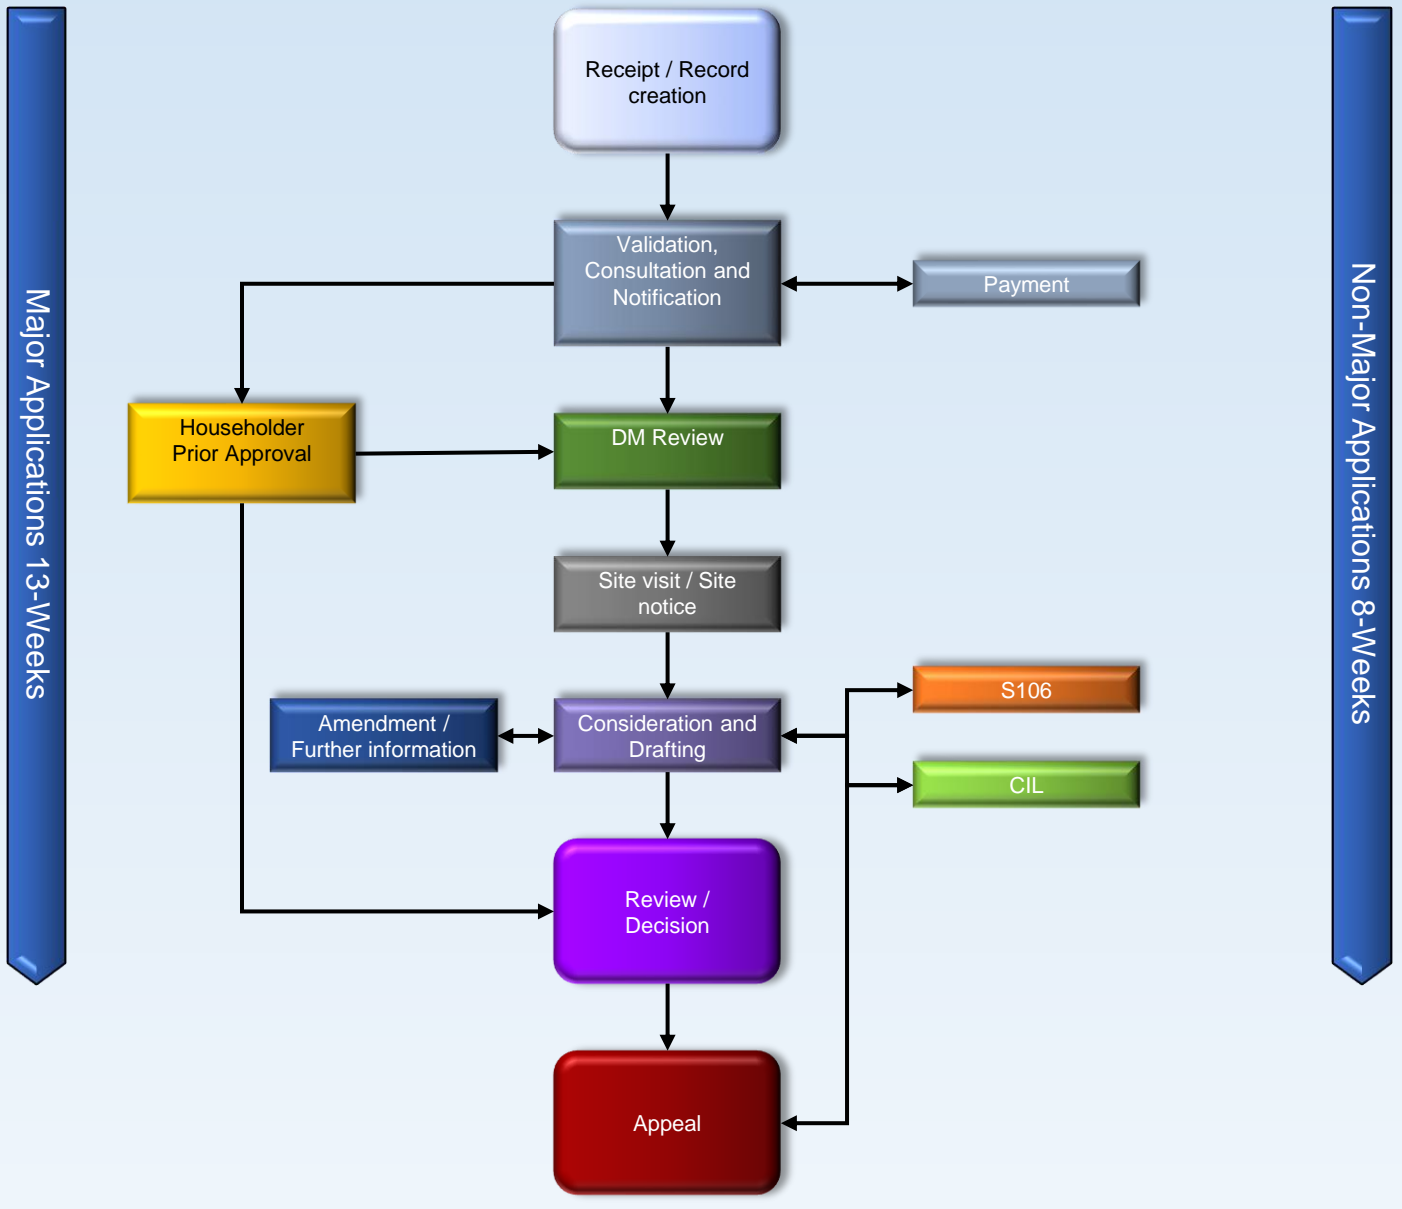 Receipt / Record
creation
Validation,
Consultation and
Notification
Payment
Householder
Prior Approval
DM Review
Site visit / Site
notice
S106
Amendment /
Further information
Consideration and
Drafting
CIL
Review /
Decision
Appeal
Major Applications 13-Weeks
Non-Major Applications 8-Weeks